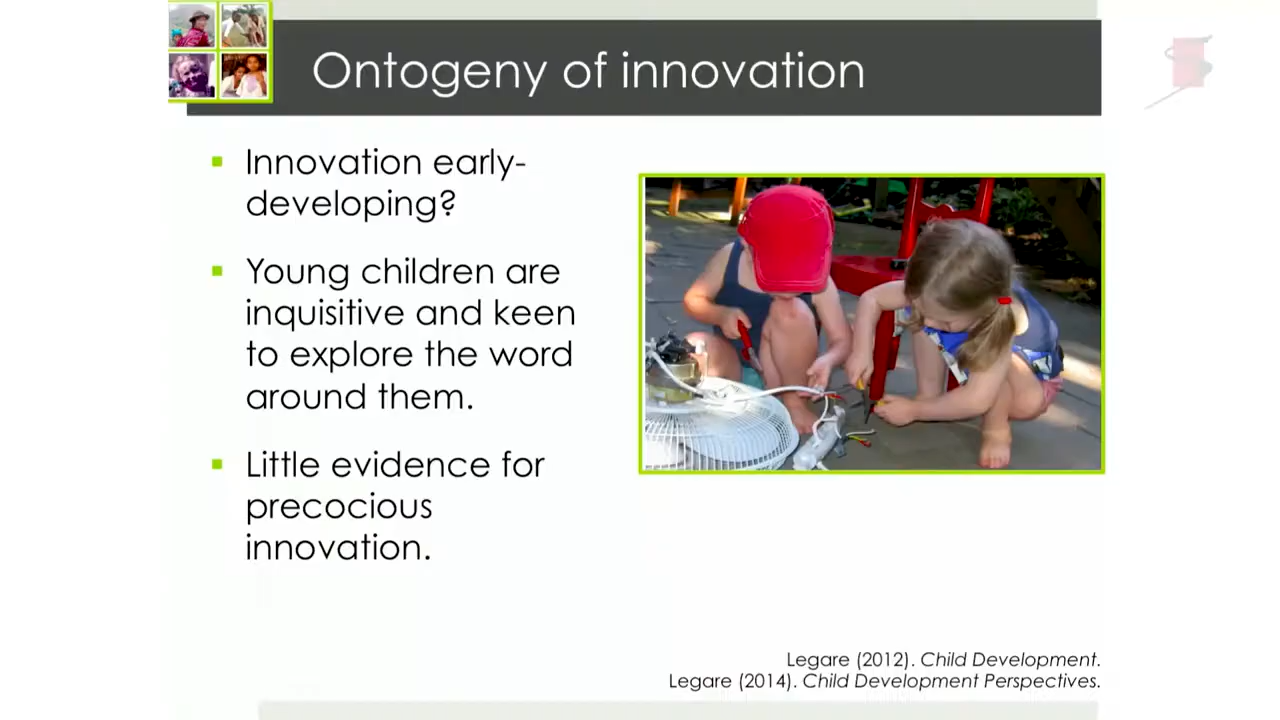 Ontogeny of innovation
▪ Innovation early-
developing?
▪ Young children are
inquisitive and keen
to explore the word
around them.
▪ Little evidence for
precocious
innovation.
Legare (2012). Child Development.
Legare (2014). Child Development Perspectives.